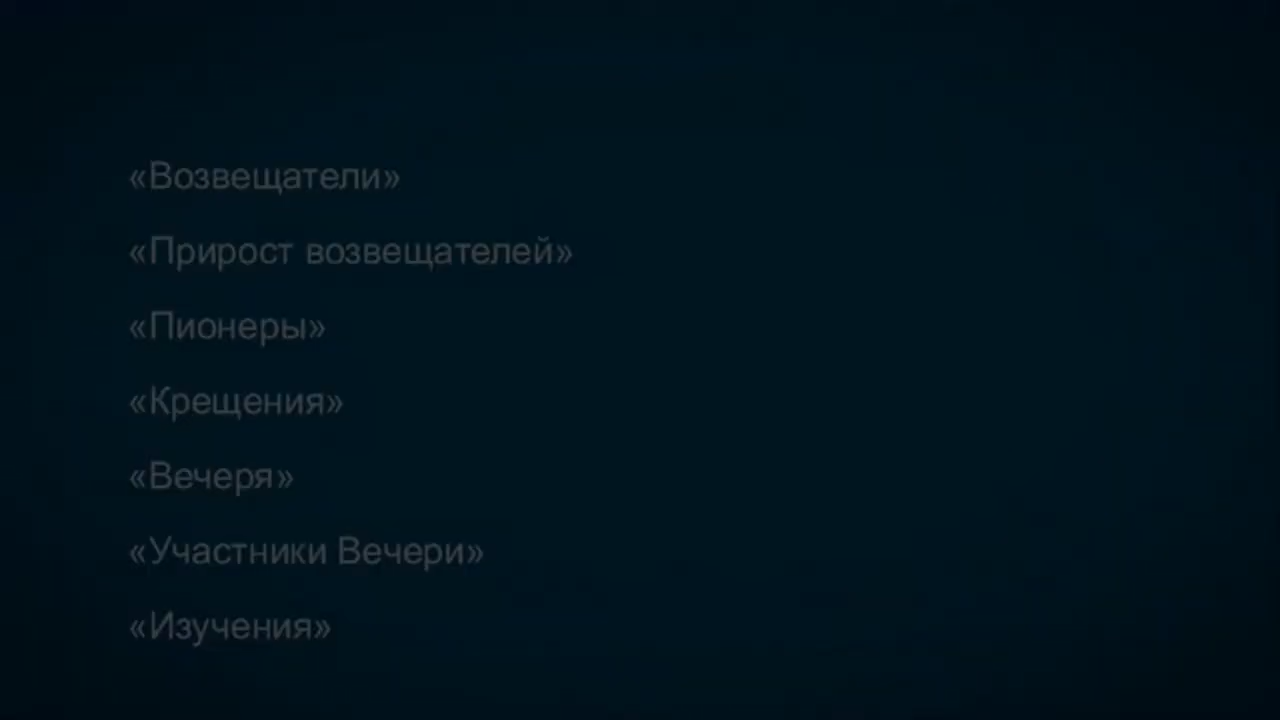 «Возвещатели»
«Прирост возвещателей»
«Пионеры»
«Крещения»
«Вечеря»
«Участники Вечери»
«Изучения»